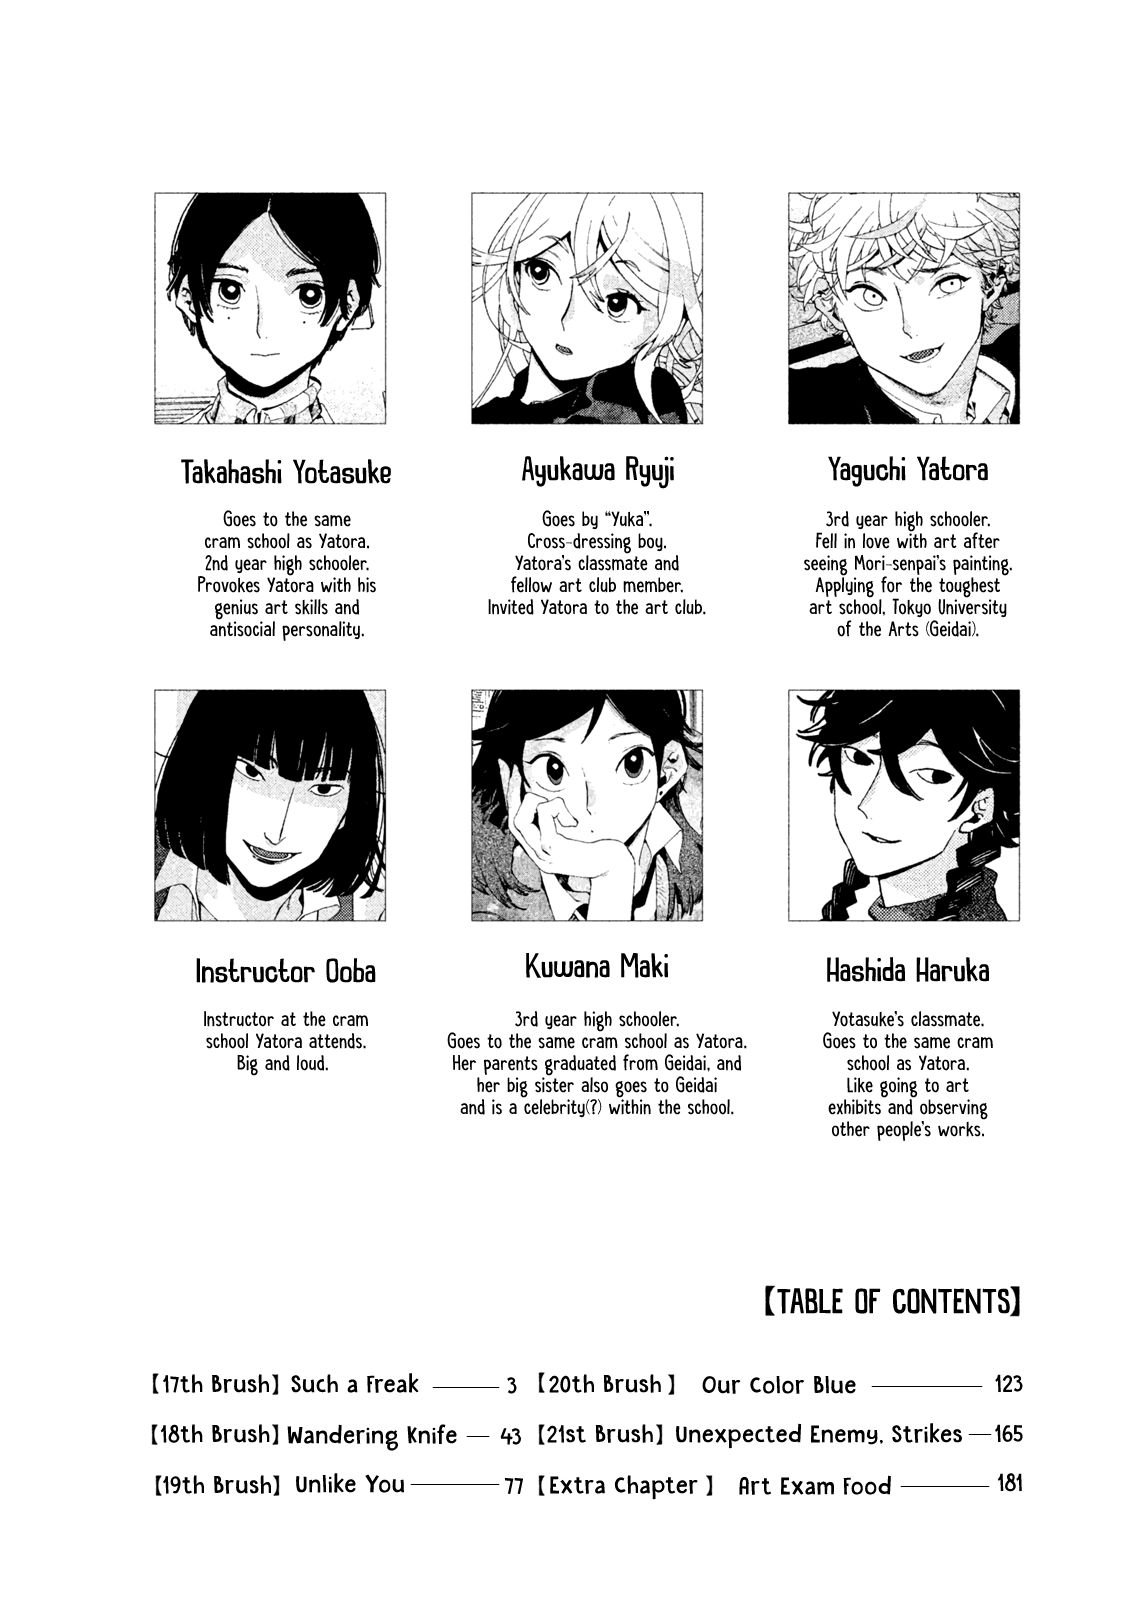 Takahashi Yotasuke
Goes to the same
cram school as Yatora.
2nd year high schooler.
Provokes Yatora with his
genius art skills and
antisocial personality.
Ayukawa Ryuji
Goes by “Yuka”.
Cross-dressing boy.
Yatora's classmate and
fellow art club member.
Invited Yatora to the art club.
Yaguchi Yatora
3rd year high schooler.
Fell in love with art after
seeing Mori-senpai's painting.
Applying for the toughest
art school, Tokyo University
of the Arts (Geidai).
Instructor Ooba
Instructor at the cram
school Yatora attends.
Big and loud.
Kuwana Maki
3rd year high schooler.
Goes to the same cram school as Yatora.
Her parents graduated from Geidai, and
her big sister also goes to Geidai
and is a celebrity(?) within the school.
Hashida Haruka
Yotasuke's classmate.
Goes to the same cram
school as Yatora.
Like going to art
exhibits and observing
other people's works.
【TABLE OF CONTENTS】
【17th Brush】 Such a Freak 3
【18th Brush】 Wandering Knife 43
【19th Brush】 Unlike You 77
【20th Brush】 Our Color Blue 123
【21st Brush】 Unexpected Enemy, Strikes 165
【Extra Chapter】 Art Exam Food 181